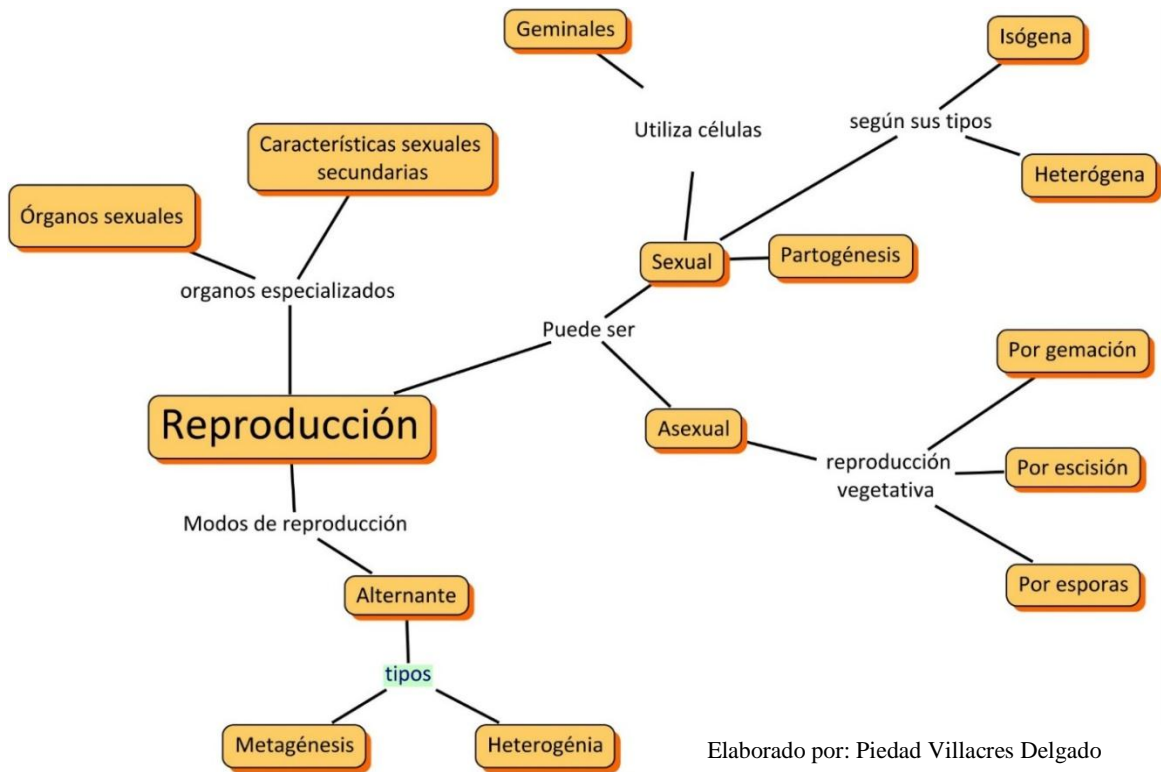 Geminales
Isógena
Utiliza células
según sus tipos
Características sexuales
secundarias
Heterógena
Órganos sexuales
Sexual
Partogénesis
organos especializados
Puede ser
Por gemación
Reproducción
Asexual
reproducción
vegetativa
Por escisión
Modos de reproducción
Alternante
Por esporas
tipos
Metagénesis
Heterogénia
Elaborado por: Piedad Villacres Delgado